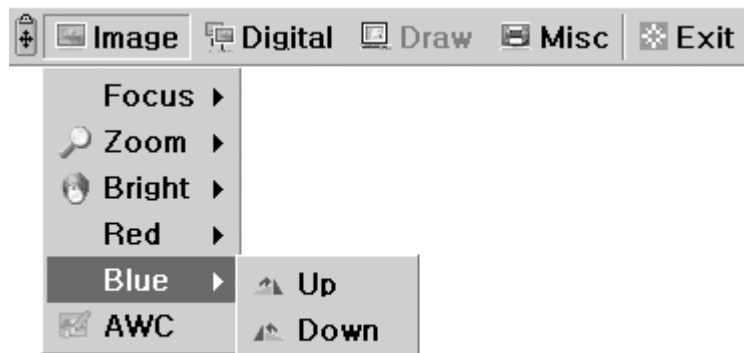 Image Digital Draw Misc Exit
Focus
Zoom
Bright
Red
Blue
Up
AWC
Down